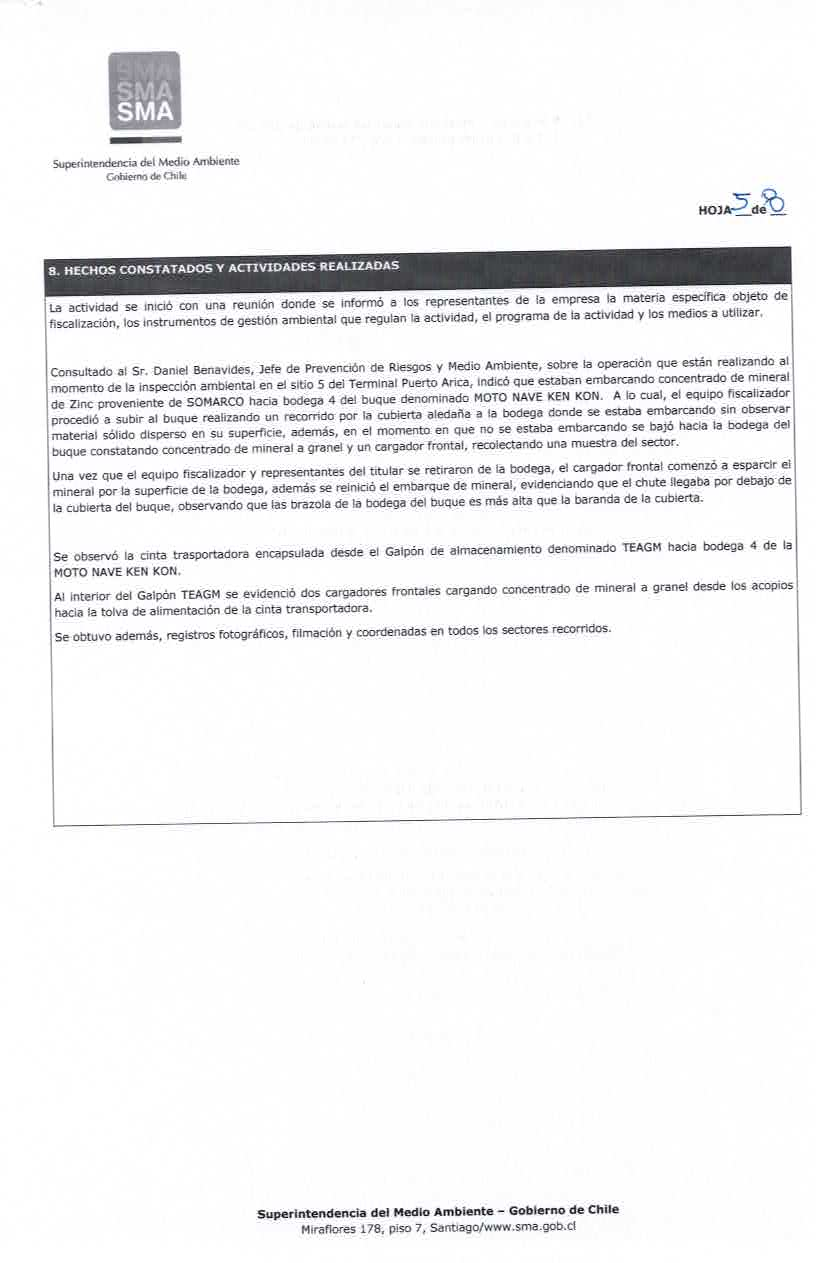 SMA
SMA
SMA
Superintendencia del Medio Ambiente
Gobierno de Chile
HOJA 5 de 8
8. HECHOS CONSTATADOS Y ACTIVIDADES REALIZADAS
La actividad se inició con una reunión donde se informó a los representantes de la empresa la materia específica objeto de
fiscalización, los instrumentos de gestión ambiental que regulan la actividad, el programa de la actividad y los medios a utilizar.
Consultado al Sr. Daniel Benavides, Jefe de Prevención de Riesgos y Medio Ambiente, sobre la operación que están realizando al
momento de la inspección ambiental en el sitio 5 del Terminal Puerto Arica, indicó que estaban embarcando concentrado de mineral
de Zinc proveniente de SOMARCO hacia bodega 4 del buque denominado MOTO NAVE KEN KON. A lo cual, el equipo fiscalizador
procedió a subir al buque realizando un recorrido por la cubierta aledaña a la bodega donde se estaba embarcando sin observar
material sólido disperso en su superficie, además, en el momento en que no se estaba embarcando se bajó hacia la bodega del
buque constatando concentrado de mineral a granel y un cargador frontal, recolectando una muestra del sector.
Una vez que el equipo fiscalizador y representantes del titular se retiraron de la bodega, el cargador frontal comenzó a esparcir el
mineral por la superficie de la bodega, además se reinició el embarque de mineral, evidenciando que el chute llegaba por debajo de
la cubierta del buque, observando que las brazola de la bodega del buque es más alta que la baranda de la cubierta.
Se observó la cinta trasportadora encapsulada desde el Galpón de almacenamiento denominado TEAGM hacia bodega 4 de la
MOTO NAVE KEN KON.
Al interior del Galpón TEAGM se evidenció dos cargadores frontales cargando concentrado de mineral a granel desde los acopios
hacia la tolva de alimentación de la cinta transportadora.
Se obtuvo además, registros fotográficos, filmación y coordenadas en todos los sectores recorridos.
Superintendencia del Medio Ambiente – Gobierno de Chile
Miraflores 178, piso 7, Santiago/www.sma.gob.cl